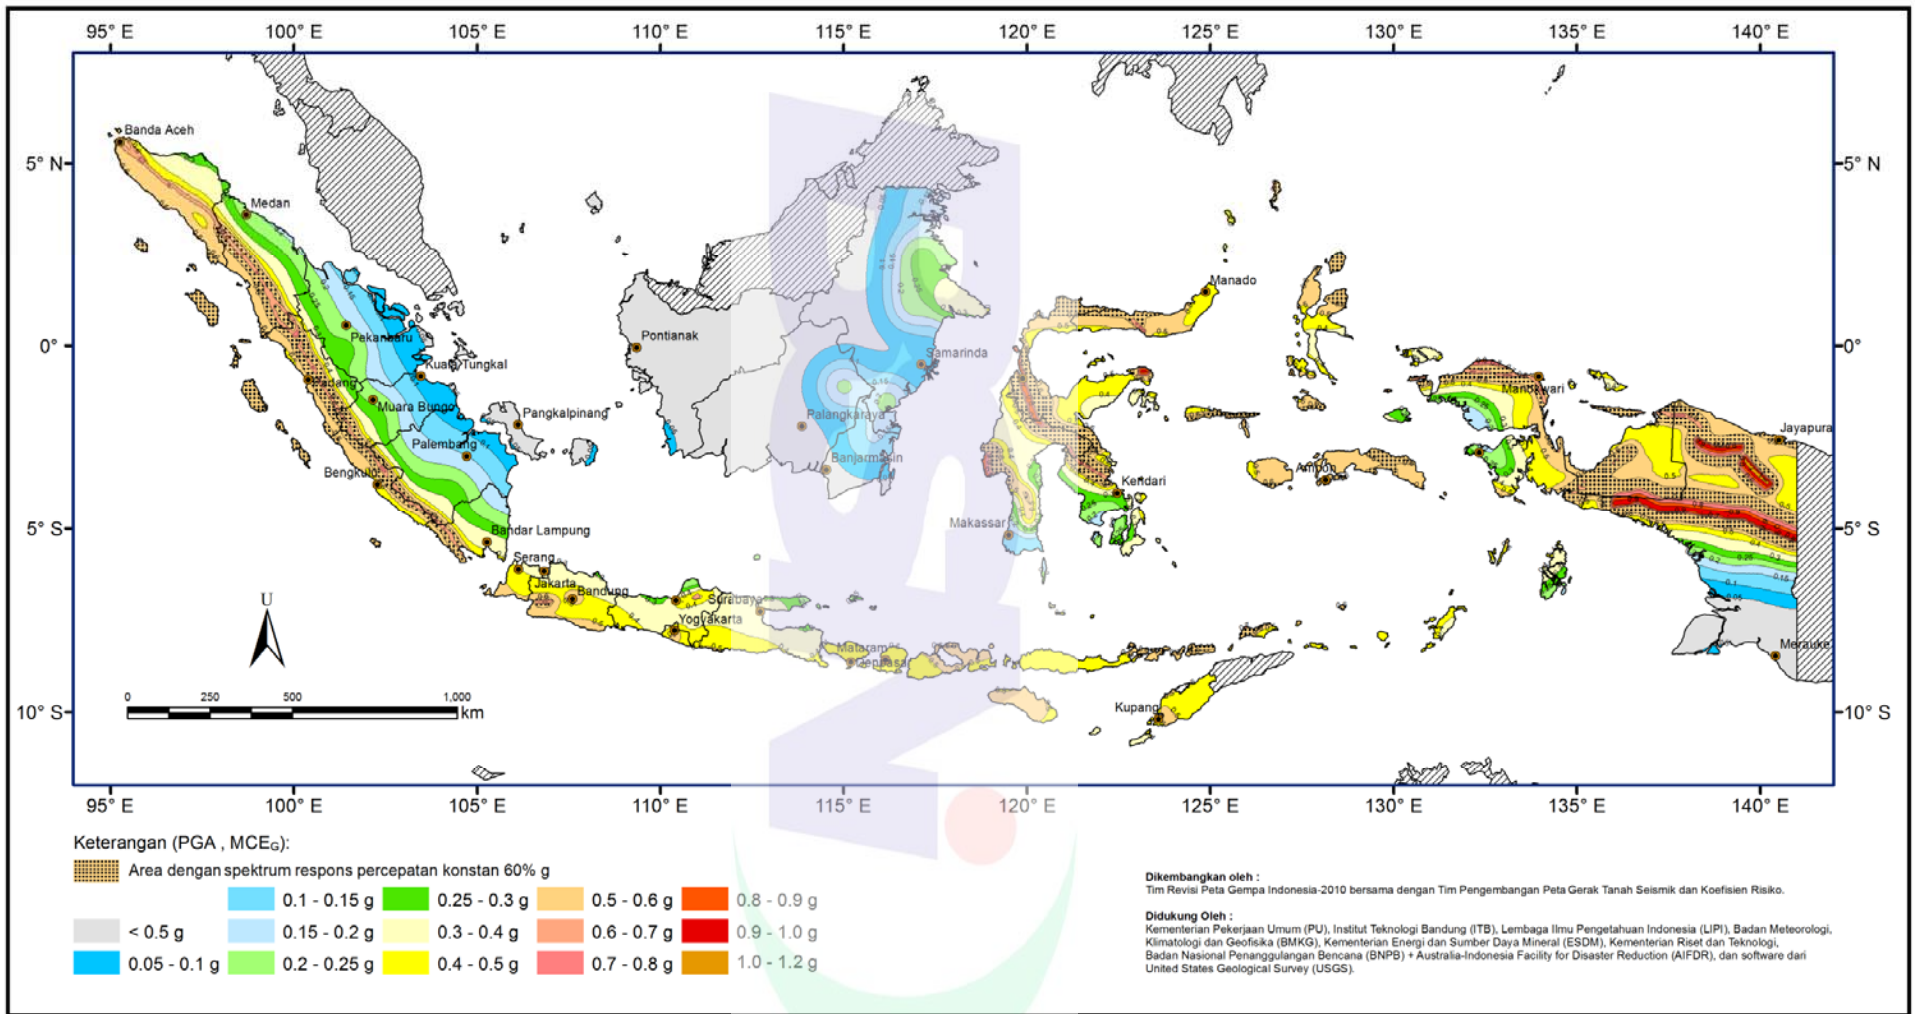 95° E 100° E 105° E 110° E 115° E 120° E 125° E 130° E 135° E 140° E
Banda Aceh
5° N 5° N
Medan
Manado
Pekanbaru
Pontianak
0° 0°
Samarinda
Kuala Tungkal
Padang
Manokwari
Muara Bungo
Pangkalpinang
Palangkaraya
Jayapura
Palembang
Banjarmasin
Bengkulu
Ambon
Kendari
Makassar
5° S 5° S
Bandar Lampung
Serang
Jakarta
Bandung
Surabaya
Yogyakarta
U
Mataram
Denpasar
Merauke
0 250 500 1,000
km
Kupang
10° S 10° S
95° E 100° E 105° E 110° E 115° E 120° E 125° E 130° E 135° E 140° E
Keterangan (PGA , MCEG):
Area dengan spektrum respons percepatan konstan 60% g
0.1 - 0.15 g 0.25 - 0.3 g 0.5 - 0.6 g 0.8 - 0.9 g
< 0.5 g 0.15 - 0.2 g 0.3 - 0.4 g 0.6 - 0.7 g 0.9 - 1.0 g
0.05 - 0.1 g 0.2 - 0.25 g 0.4 - 0.5 g 0.7 - 0.8 g 1.0 - 1.2 g
Dikembangkan oleh :
Tim Revisi Peta Gempa Indonesia-2010 bersama dengan Tim Pengembangan Peta Gerak Tanah Seismik dan Koefisien Risiko.
Didukung Oleh :
Kementerian Pekerjaan Umum (PU), Institut Teknologi Bandung (ITB), Lembaga Ilmu Pengetahuan Indonesia (LIPI), Badan Meteorologi,
Klimatologi dan Geofisika (BMKG), Kementerian Energi dan Sumber Daya Mineral (ESDM), Kementerian Riset dan Teknologi,
Badan Nasional Penanggulangan Bencana (BNPB) + Australia-Indonesia Facility for Disaster Reduction (AIFDR), dan software dari
United States Geological Survey (USGS).